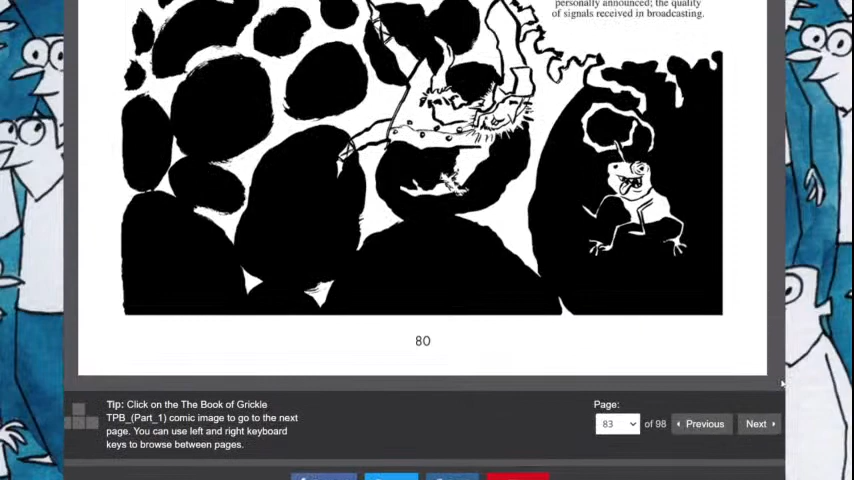 personally announced; the quality
of signals received in broadcasting.
80
Tip: Click on the The Book of Grickle
TPB_(Part_1) comic image to go to the next
page. You can use left and right keyboard
keys to browse between pages.
Page:
83 of 98 Previous Next